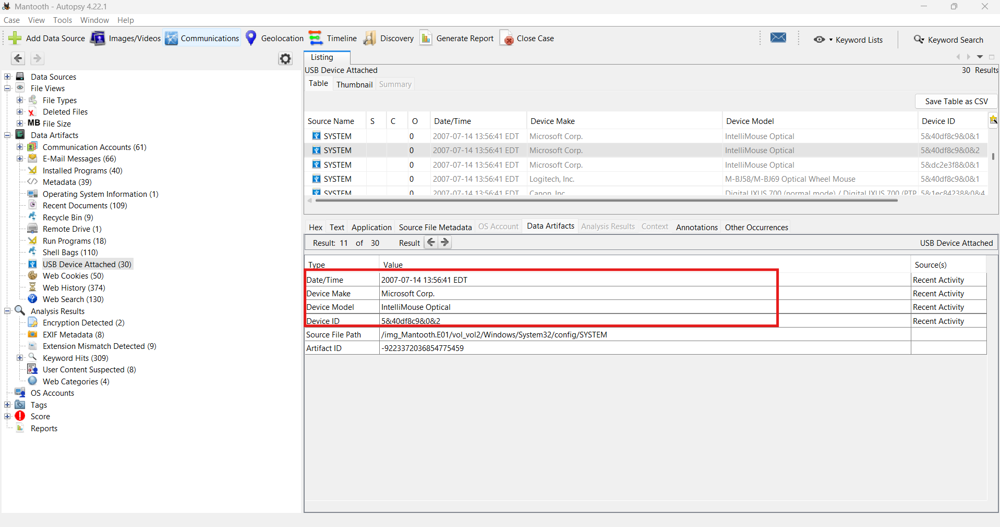 Mantooth - Autopsy 4.22.1
Case View Tools Window Help
Add Data Source Images/Videos Communications Geolocation Timeline Discovery Generate Report Close Case Keyword Lists Keyword Search
Data Sources
File Views
File Types
Deleted Files
MB File Size
Data Artifacts
Communication Accounts (61)
E-Mail Messages (66)
Installed Programs (40)
Metadata (39)
Operating System Information (1)
Recent Documents (109)
Recycle Bin (9)
Remote Drive (1)
Run Programs (18)
Shell Bags (110)
USB Device Attached (30)
Web Cookies (50)
Web History (374)
Web Search (130)
Analysis Results
Encryption Detected (2)
EXIF Metadata (8)
Extension Mismatch Detected (9)
Keyword Hits (309)
User Content Suspected (8)
Web Categories (4)
OS Accounts
Tags
Score
Reports
Listing
USB Device Attached 30 Results
Table Thumbnail Summary
Save Table as CSV
Source Name S C O Date/Time Device Make Device Model Device ID
SYSTEM 0 2007-07-14 13:56:41 EDT Microsoft Corp. IntelliMouse Optical 5&40df8c9&0&1
SYSTEM 0 2007-07-14 13:56:41 EDT Microsoft Corp. IntelliMouse Optical 5&40df8c9&0&2
SYSTEM 0 2007-07-14 13:56:41 EDT Microsoft Corp. IntelliMouse Optical 5&dc2e3f8&0&1
SYSTEM 0 2007-07-14 13:56:41 EDT Logitech, Inc. M-BJ58/M-BJ69 Optical Wheel Mouse 5&40df8c9&0&1
SYSTEM 0 2007-07-14 13:56:41 EDT Canon, Inc. Digital IXUS 700 (normal mode) / Digital IXUS 700 (PTP 5&1ec84238&0&4
Hex Text Application Source File Metadata OS Account Data Artifacts Analysis Results Context Annotations Other Occurrences
Result: 11 of 30 Result USB Device Attached
Type Value Source(s)
Date/Time 2007-07-14 13:56:41 EDT Recent Activity
Device Make Microsoft Corp. Recent Activity
Device Model IntelliMouse Optical Recent Activity
Device ID 5&40df8c9&0&2 Recent Activity
Source File Path /img_Mantooth.E01/vol_vol2/Windows/System32/config/SYSTEM
Artifact ID -9223372036854775459